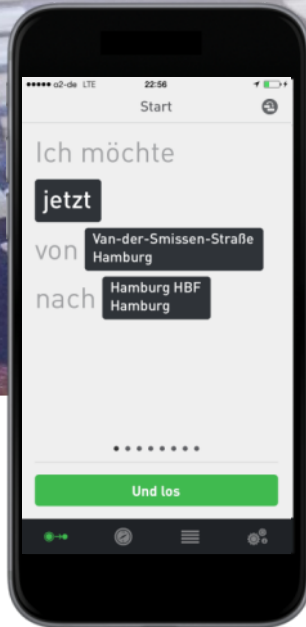 o2-de LTE 22:56
Start
Ich möchte
jetzt
von Van-der-Smissen-Straße
Hamburg
nach Hamburg HBF
Hamburg
Und los